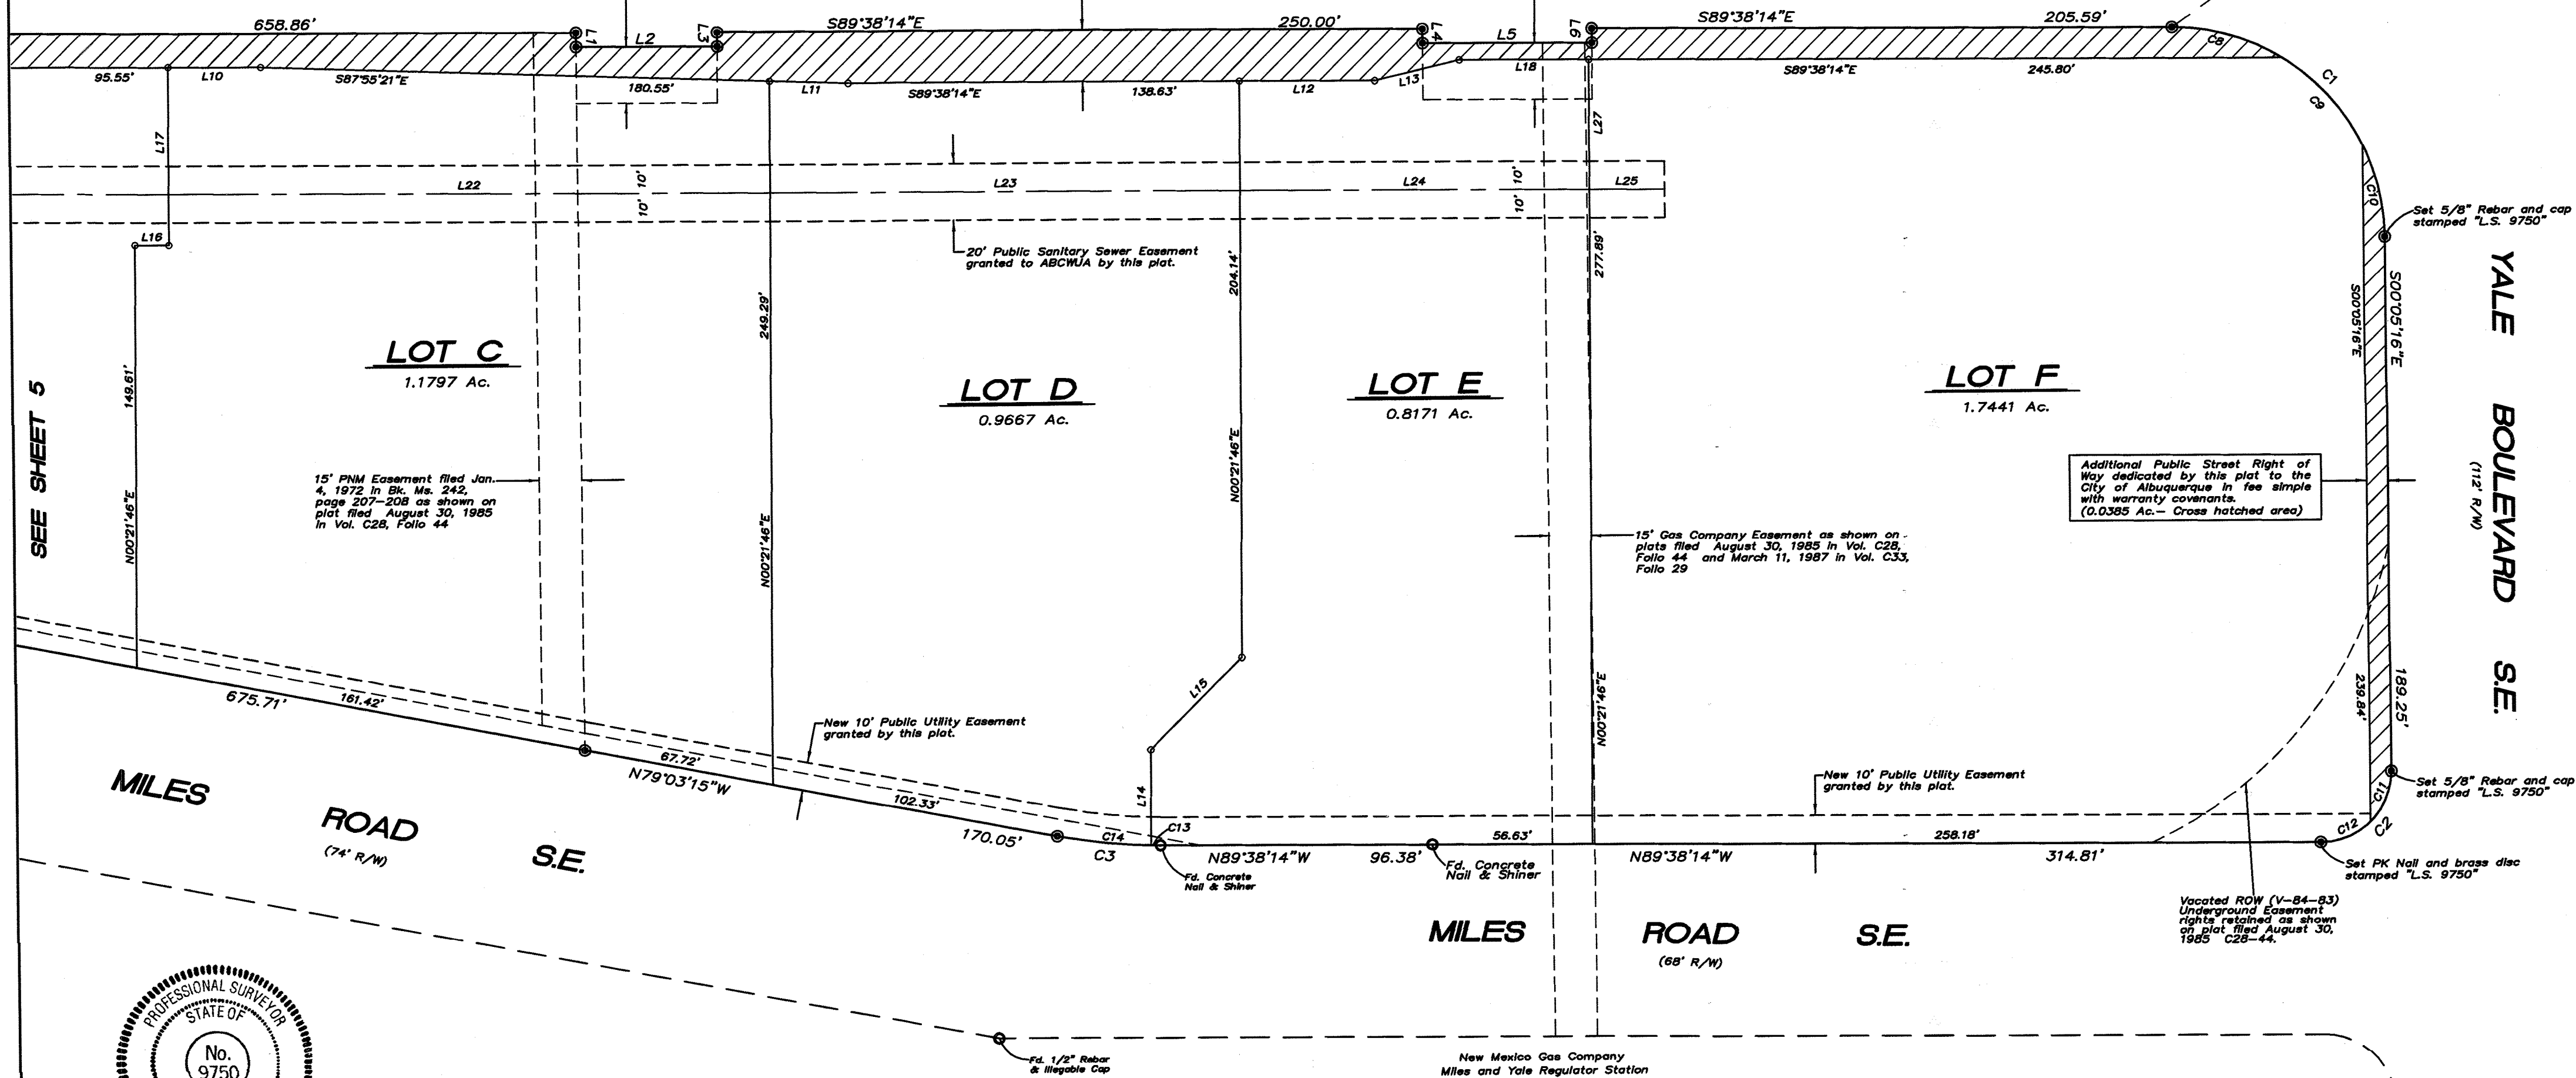 658.86'
L1
L2
L3
S89°38'14"E
250.00'
L4
L5
L6
S89°38'14"E
205.59'
C8
C1
C9
95.55'
L10
S87°55'21"E
180.55'
L11
S89°38'14"E
138.63'
L12
L13
L18
S89°38'14"E
245.80'
L17
L27
L22
10'
10'
L23
L24
10'
10'
L25
C10
L16
20' Public Sanitary Sewer Easement
granted to ABCWUA by this plat.
Set 5/8" Rebar and cap
stamped "L.S. 9750"
SEE SHEET 5
149.61'
N00°21'46"E
LOT C
1.1797 Ac.
249.29'
N00°21'46"E
LOT D
0.9667 Ac.
204.14'
N00°21'46"E
LOT E
0.8171 Ac.
277.89'
N00°21'46"E
LOT F
1.7441 Ac.
S00°05'16"E
239.84'
S00°05'16"E
189.25'
YALE BOULEVARD S.E.
(112' R/W)
15' PNM Easement filed Jan.
4, 1972 in Bk. Ms. 242,
page 207-208 as shown on
plat filed August 30, 1985
in Vol. C28, Folio 44
Additional Public Street Right of
Way dedicated by this plat to the
City of Albuquerque in fee simple
with warranty covenants.
(0.0385 Ac.- Cross hatched area)
15' Gas Company Easement as shown on
plats filed August 30, 1985 in Vol. C28,
Folio 44 and March 11, 1987 in Vol. C33,
Folio 29
675.71'
161.42'
67.72'
N79°03'15"W
102.33'
170.05'
New 10' Public Utility Easement
granted by this plat.
L15
L14
C13
C14
C3
N89°38'14"W
96.38'
56.63'
N89°38'14"W
258.18'
314.81'
New 10' Public Utility Easement
granted by this plat.
C11
C12
C2
Set 5/8" Rebar and cap
stamped "L.S. 9750"
Set PK Nail and brass disc
stamped "L.S. 9750"
Fd. Concrete
Nail & Shiner
Fd. Concrete
Nail & Shiner
Vacated ROW (V-84-83)
Underground Easement
rights retained as shown
on plat filed August 30,
1985 C28-44.
MILES ROAD S.E.
(74' R/W)
MILES ROAD S.E.
(68' R/W)
PROFESSIONAL SURVEYOR
STATE OF
No.
9750
Fd. 1/2" Rebar
& Illegable Cap
New Mexico Gas Company
Miles and Yale Regulator Station